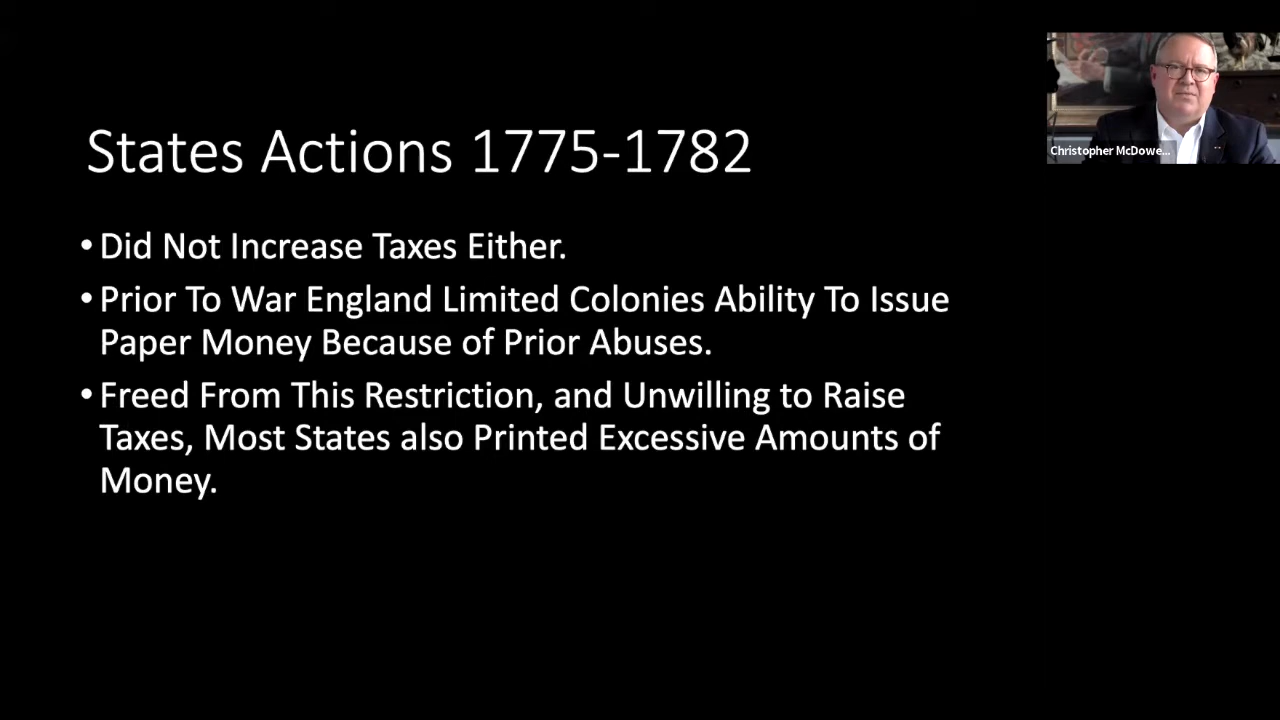 States Actions 1775-1782
• Did Not Increase Taxes Either.
• Prior To War England Limited Colonies Ability To Issue
Paper Money Because of Prior Abuses.
• Freed From This Restriction, and Unwilling to Raise
Taxes, Most States also Printed Excessive Amounts of
Money.
Christopher McDowe...